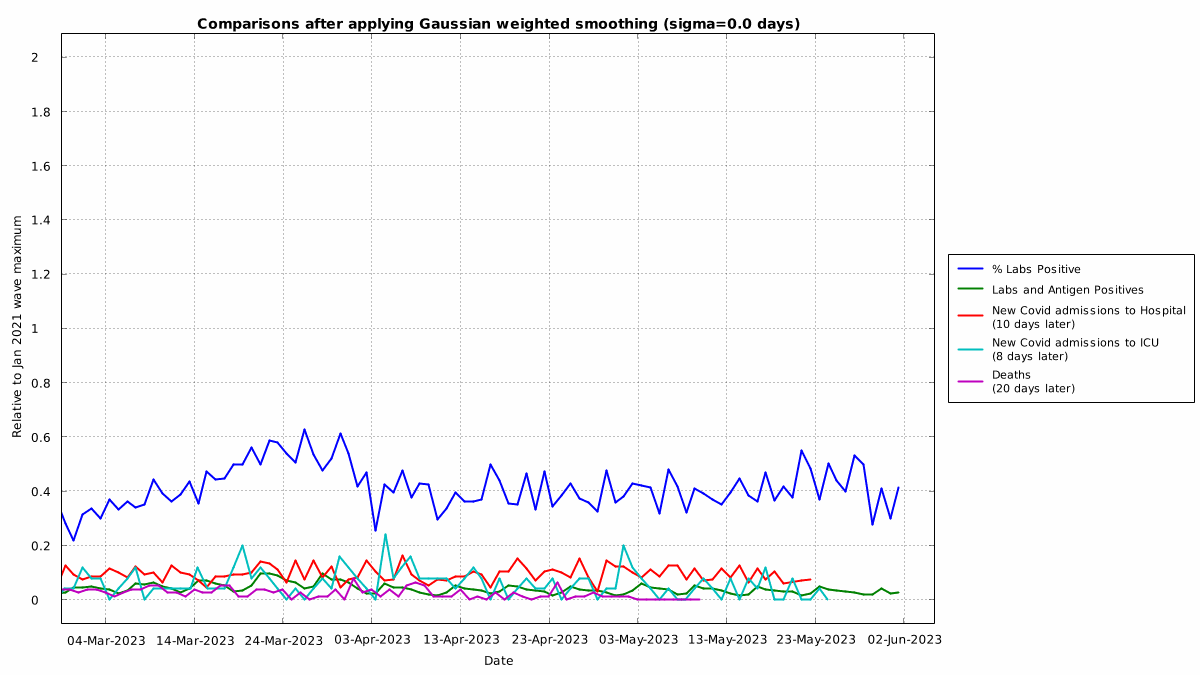 Comparisons after applying Gaussian weighted smoothing (sigma=0.0 days)
Relative to Jan 2021 wave maximum
2
1.8
1.6
1.4
1.2
1
0.8
0.6
0.4
0.2
0
04-Mar-2023 14-Mar-2023 24-Mar-2023 03-Apr-2023 13-Apr-2023 23-Apr-2023 03-May-2023 13-May-2023 23-May-2023 02-Jun-2023
Date
% Labs Positive
Labs and Antigen Positives
New Covid admissions to Hospital
(10 days later)
New Covid admissions to ICU
(8 days later)
Deaths
(20 days later)